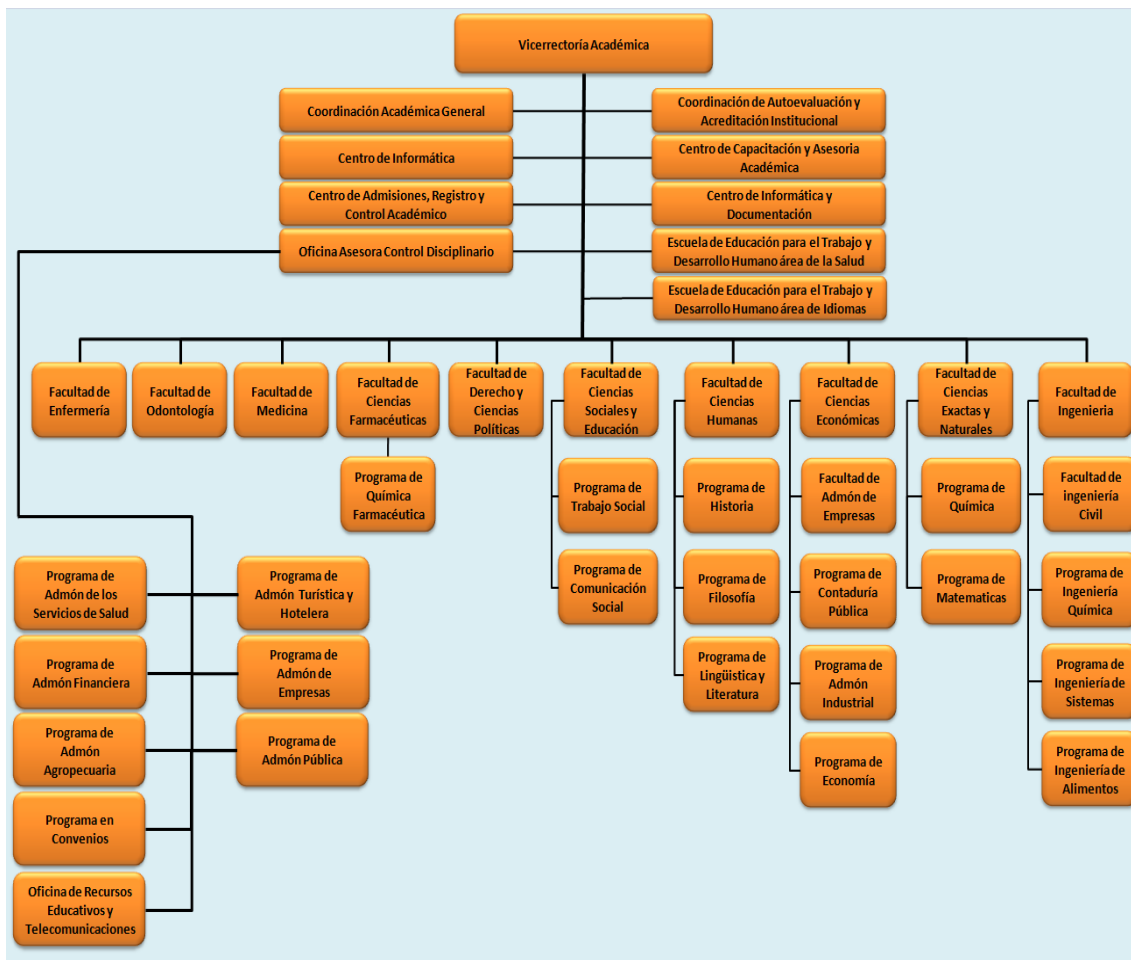 Vicerrectoría Académica
Coordinación Académica General
Coordinación de Autoevaluación y
Acreditación Institucional
Centro de Informática
Centro de Capacitación y Asesoria
Académica
Centro de Admisiones, Registro y
Control Académico
Centro de Informática y
Documentación
Oficina Asesora Control Disciplinario
Escuela de Educación para el Trabajo y
Desarrollo Humano área de la Salud
Escuela de Educación para el Trabajo y
Desarrollo Humano área de Idiomas
Facultad de
Enfermería
Facultad de
Odontología
Facultad de
Medicina
Facultad de
Ciencias
Farmacéuticas
Facultad de
Derecho y
Ciencias
Políticas
Facultad de
Ciencias
Sociales y
Educación
Facultad de
Ciencias
Humanas
Facultad de
Ciencias
Económicas
Facultad de
Ciencias
Exactas y
Naturales
Facultad de
Ingenieria
Programa de
Química
Farmacéutica
Programa de
Trabajo Social
Programa de
Historia
Facultad de
Admón de
Empresas
Programa de
Química
Facultad de
ingeniería
Civil
Programa de
Comunicación
Social
Programa de
Filosofía
Programa de
Contaduría
Pública
Programa de
Matematicas
Programa de
Ingeniería
Química
Programa de
Lingüistica y
Literatura
Programa de
Admón
Industrial
Programa de
Ingeniería de
Sistemas
Programa de
Economía
Programa de
Ingeniería de
Alimentos
Programa de
Admón de los
Servicios de Salud
Programa de
Admón Turística y
Hotelera
Programa de
Admón Financiera
Programa de
Admón de
Empresas
Programa de
Admón
Agropecuaria
Programa de
Admón Pública
Programa en
Convenios
Oficina de Recursos
Educativos y
Telecomunicaciones